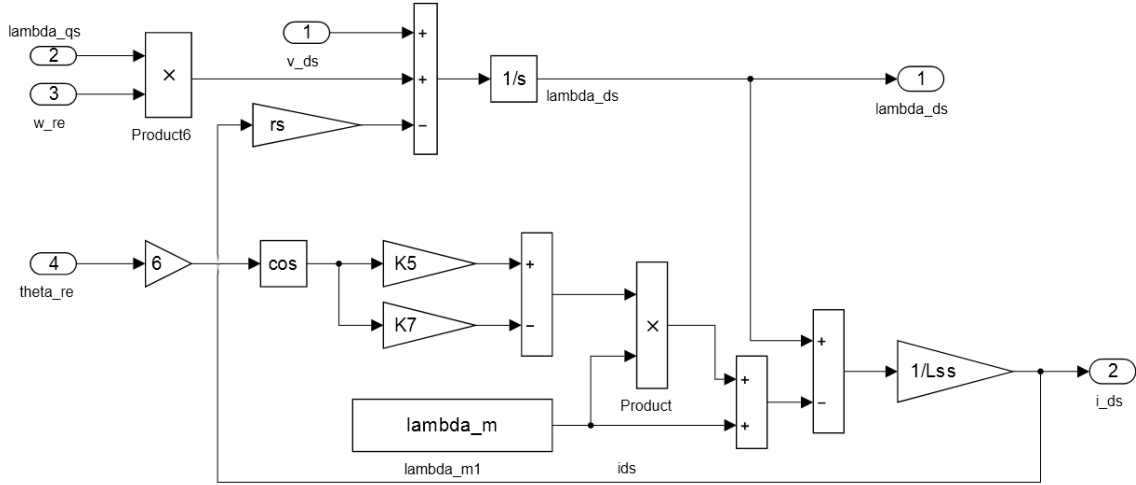 lambda_qs
2
3
w_re
×
Product6
1
v_ds
rs
+
+
−
1/s
lambda_ds
1
lambda_ds
4
theta_re
6
cos
K5
K7
+
−
×
Product
lambda_m
lambda_m1
ids
+
+
+
−
1/Lss
2
i_ds